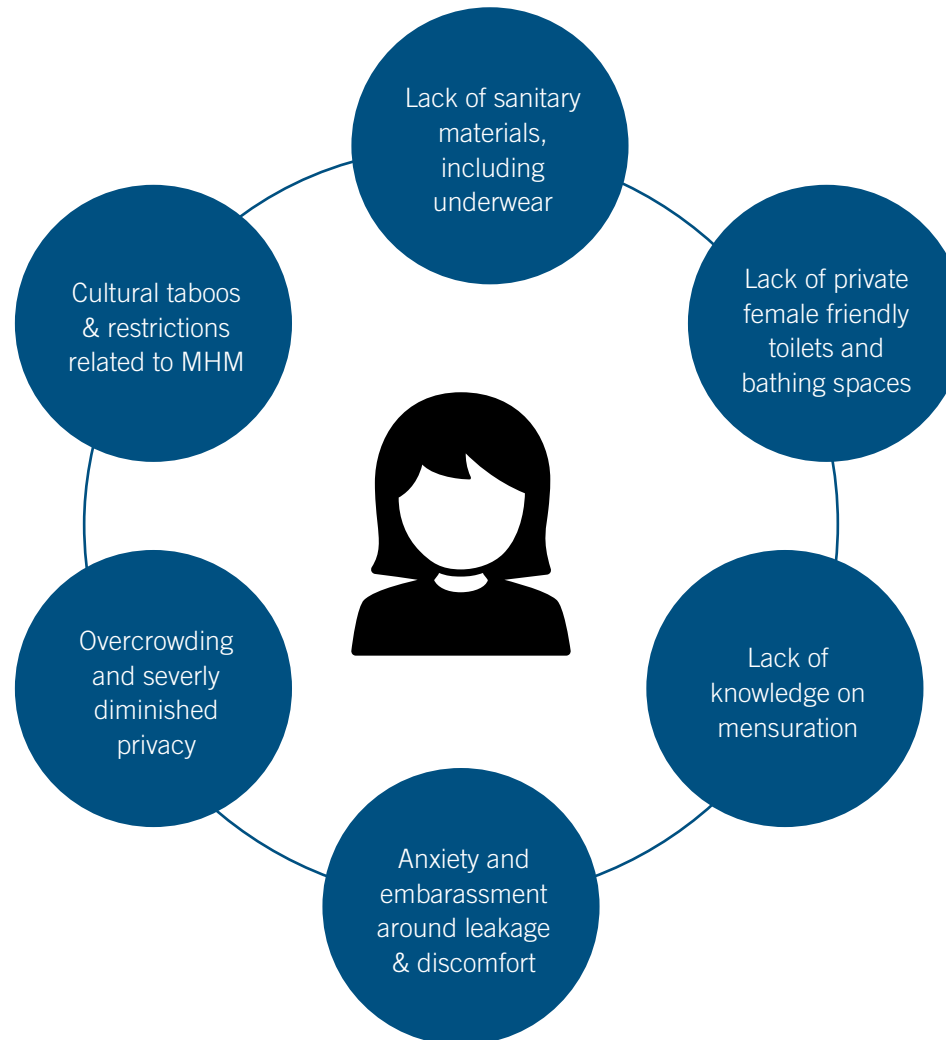 Lack of sanitary
materials,
including
underwear
Lack of private
female friendly
toilets and
bathing spaces
Lack of
knowledge on
mensuration
Anxiety and
embarassment
around leakage
& discomfort
Overcrowding
and severly
diminished
privacy
Cultural taboos
& restrictions
related to MHM